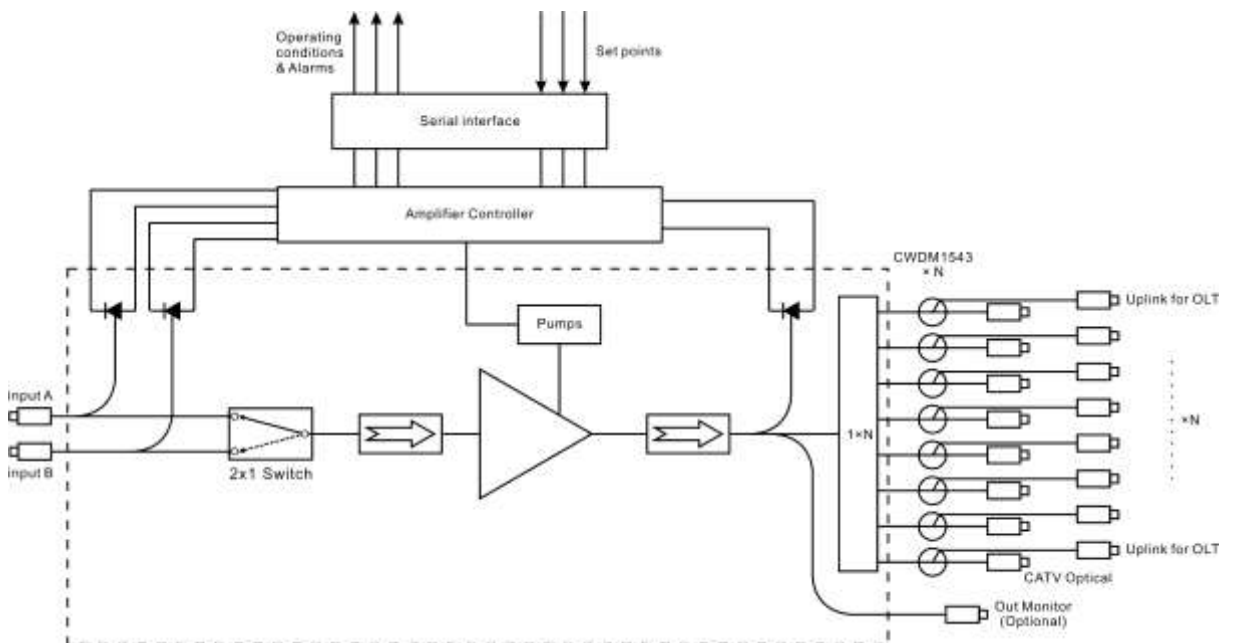 Operating
conditions
& Alarms
Set points
Serial interface
Amplifier Controller
CWDM1543
× N
Uplink for OLT
Pumps
input A
1×N
×N
input B
2x1 Switch
Uplink for OLT
CATV Optical
Out Monitor
(Optional)